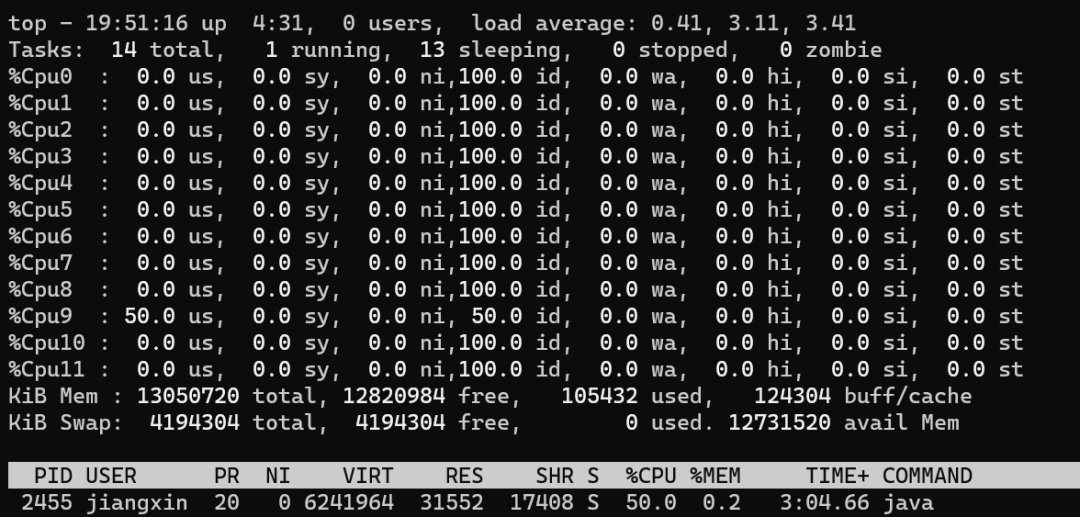 top - 19:51:16 up  4:31,  0 users,  load average: 0.41, 3.11, 3.41
Tasks:  14 total,   1 running,  13 sleeping,   0 stopped,   0 zombie
%Cpu0  :  0.0 us,  0.0 sy,  0.0 ni,100.0 id,  0.0 wa,  0.0 hi,  0.0 si,  0.0 st
%Cpu1  :  0.0 us,  0.0 sy,  0.0 ni,100.0 id,  0.0 wa,  0.0 hi,  0.0 si,  0.0 st
%Cpu2  :  0.0 us,  0.0 sy,  0.0 ni,100.0 id,  0.0 wa,  0.0 hi,  0.0 si,  0.0 st
%Cpu3  :  0.0 us,  0.0 sy,  0.0 ni,100.0 id,  0.0 wa,  0.0 hi,  0.0 si,  0.0 st
%Cpu4  :  0.0 us,  0.0 sy,  0.0 ni,100.0 id,  0.0 wa,  0.0 hi,  0.0 si,  0.0 st
%Cpu5  :  0.0 us,  0.0 sy,  0.0 ni,100.0 id,  0.0 wa,  0.0 hi,  0.0 si,  0.0 st
%Cpu6  :  0.0 us,  0.0 sy,  0.0 ni,100.0 id,  0.0 wa,  0.0 hi,  0.0 si,  0.0 st
%Cpu7  :  0.0 us,  0.0 sy,  0.0 ni,100.0 id,  0.0 wa,  0.0 hi,  0.0 si,  0.0 st
%Cpu8  :  0.0 us,  0.0 sy,  0.0 ni,100.0 id,  0.0 wa,  0.0 hi,  0.0 si,  0.0 st
%Cpu9  : 50.0 us,  0.0 sy,  0.0 ni, 50.0 id,  0.0 wa,  0.0 hi,  0.0 si,  0.0 st
%Cpu10 :  0.0 us,  0.0 sy,  0.0 ni,100.0 id,  0.0 wa,  0.0 hi,  0.0 si,  0.0 st
%Cpu11 :  0.0 us,  0.0 sy,  0.0 ni,100.0 id,  0.0 wa,  0.0 hi,  0.0 si,  0.0 st
KiB Mem : 13050720 total, 12820984 free,   105432 used,   124304 buff/cache
KiB Swap:  4194304 total,  4194304 free,        0 used. 12731520 avail Mem
  PID USER      PR  NI    VIRT    RES    SHR S  %CPU %MEM     TIME+ COMMAND
 2455 jiangxin  20   0 6241964  31552  17408 S  50.0  0.2   3:04.66 java